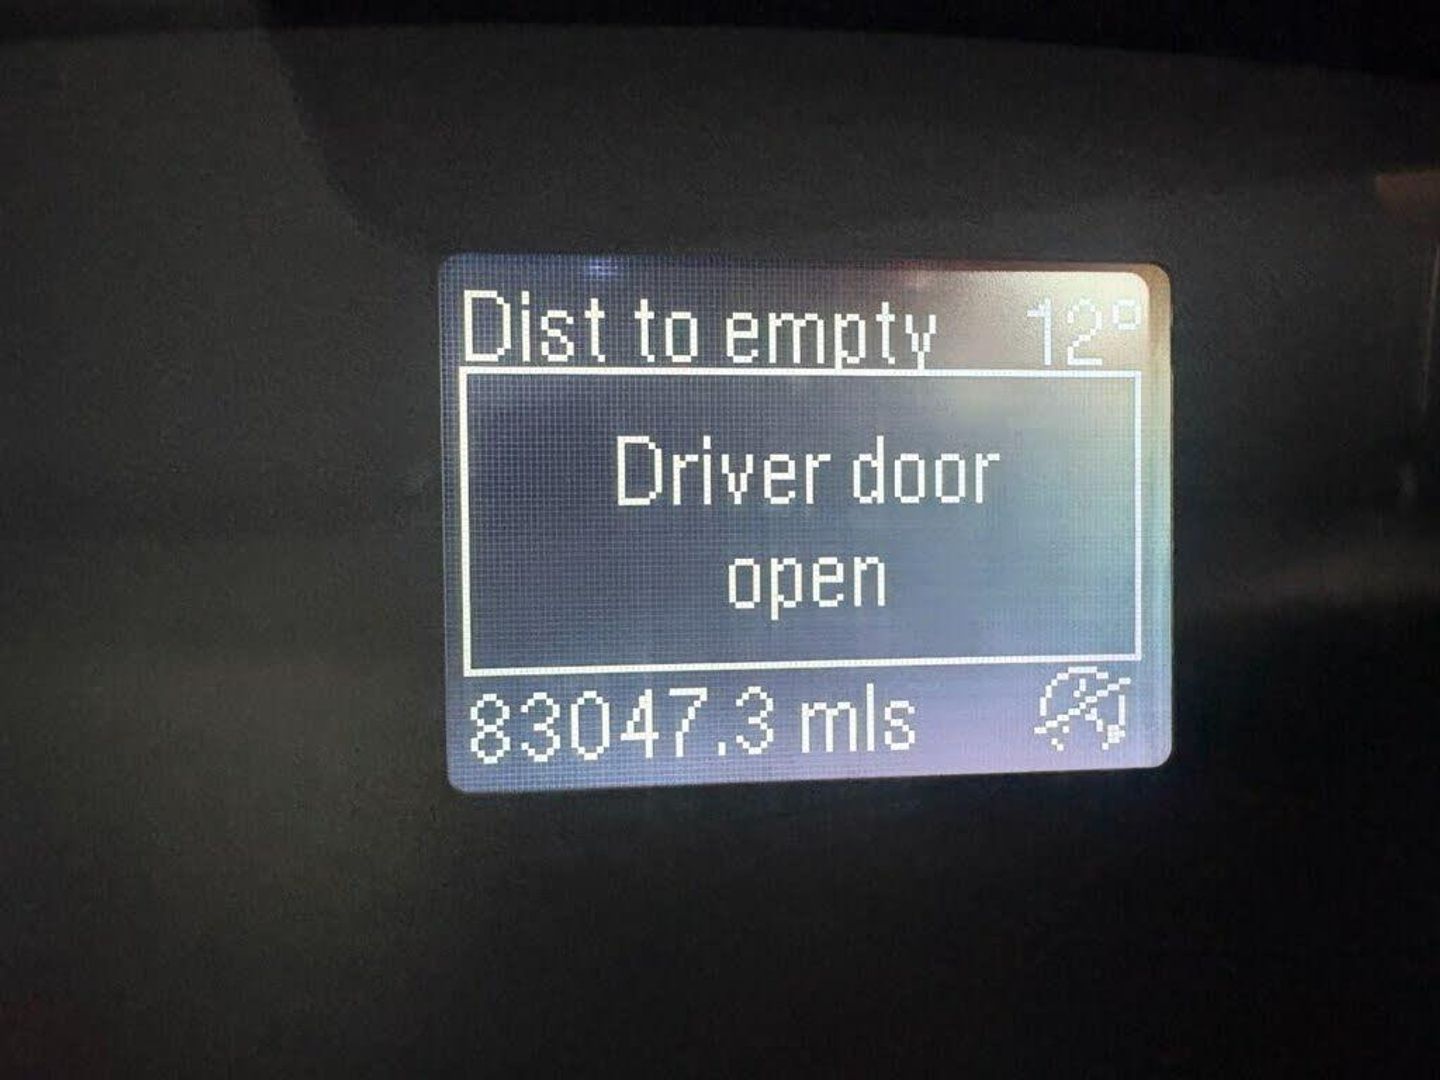 Dist to empty 12°
Driver door
open
83047.3 mls